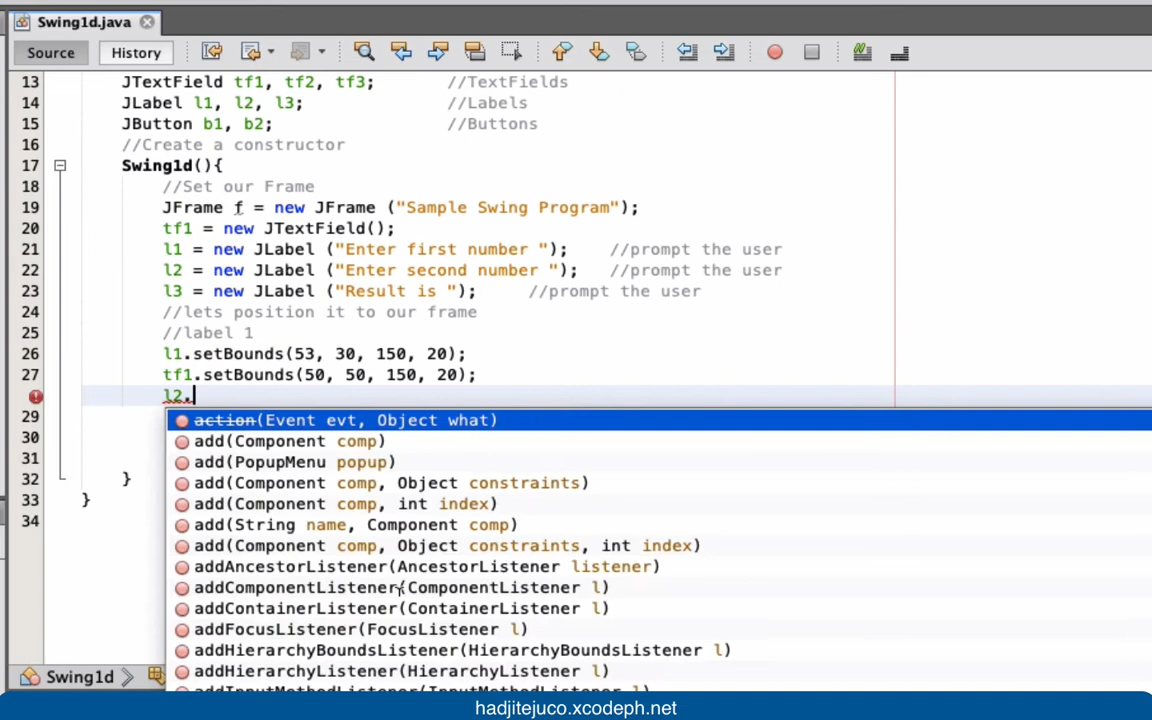 Swing1d.java
Source History
13 JTextField tf1, tf2, tf3; //TextFields
14 JLabel l1, l2, l3; //Labels
15 JButton b1, b2; //Buttons
16 //Create a constructor
17 Swing1d(){
18 //Set our Frame
19 JFrame f = new JFrame ("Sample Swing Program");
20 tf1 = new JTextField();
21 l1 = new JLabel ("Enter first number "); //prompt the user
22 l2 = new JLabel ("Enter second number "); //prompt the user
23 l3 = new JLabel ("Result is "); //prompt the user
24 //lets position it to our frame
25 //label 1
26 l1.setBounds(53, 30, 150, 20);
27 tf1.setBounds(50, 50, 150, 20);
l2.
29 action(Event evt, Object what)
30 add(Component comp)
31 add(PopupMenu popup)
32 } add(Component comp, Object constraints)
33 } add(Component comp, int index)
34 add(String name, Component comp)
add(Component comp, Object constraints, int index)
addAncestorListener(AncestorListener listener)
addComponentListener(ComponentListener l)
addContainerListener(ContainerListener l)
addFocusListener(FocusListener l)
addHierarchyBoundsListener(HierarchyBoundsListener l)
addHierarchyListener(HierarchyListener l)
addInputMethodListener(InputMethodListener l)
Swing1d
hadjitejuco.xcodeph.net